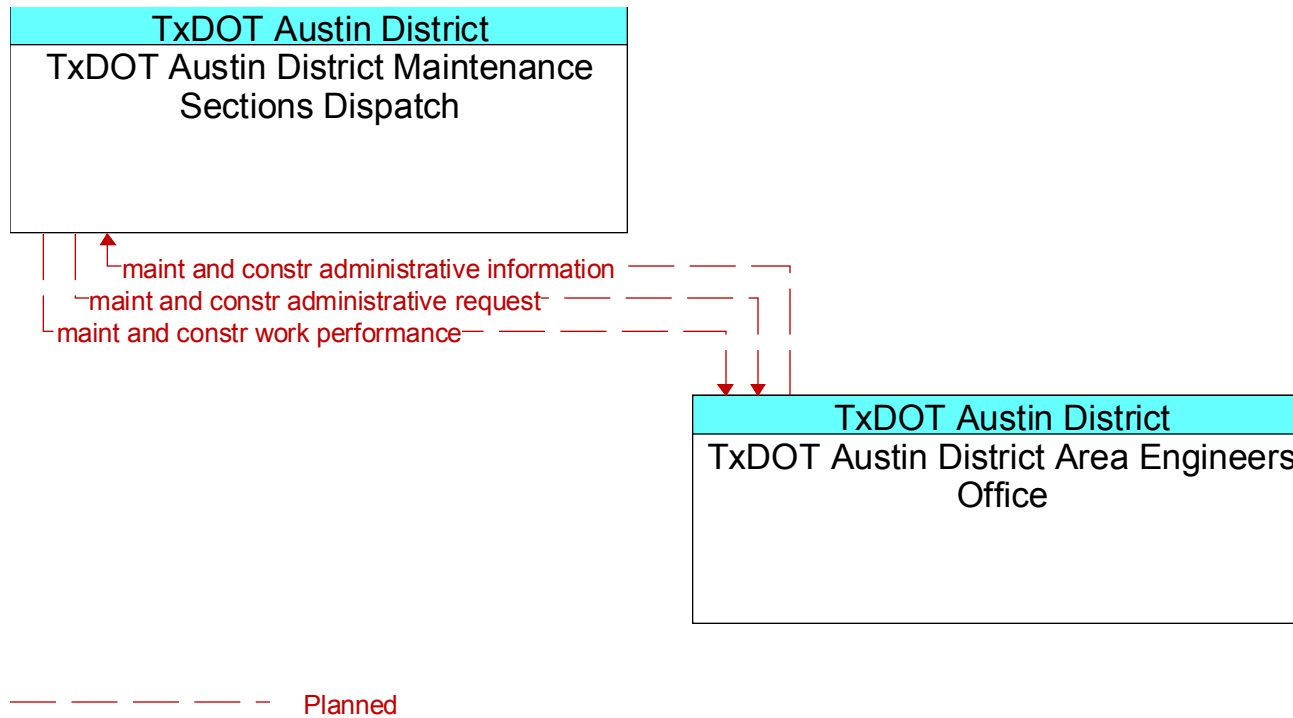 TxDOT Austin District
TxDOT Austin District Maintenance
Sections Dispatch
maint and constr administrative information
maint and constr administrative request
maint and constr work performance
TxDOT Austin District
TxDOT Austin District Area Engineers
Office
Planned